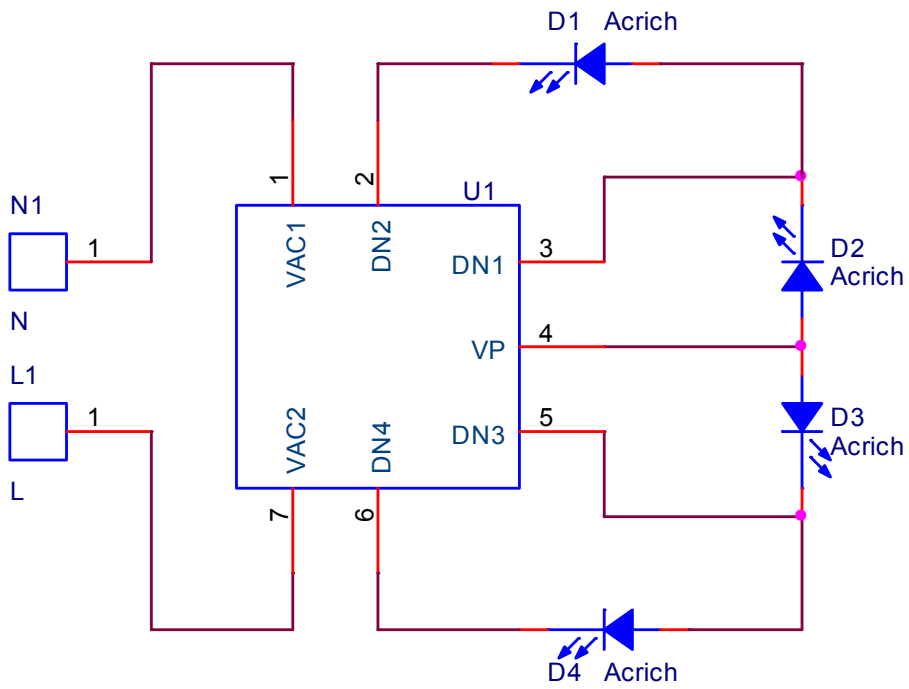 D1 Acrich
1
2
U1
N1
1
N
VAC1
DN2
DN1
3
D2
Acrich
VP
4
L1
1
L
VAC2
DN4
DN3
5
D3
Acrich
7
6
D4 Acrich